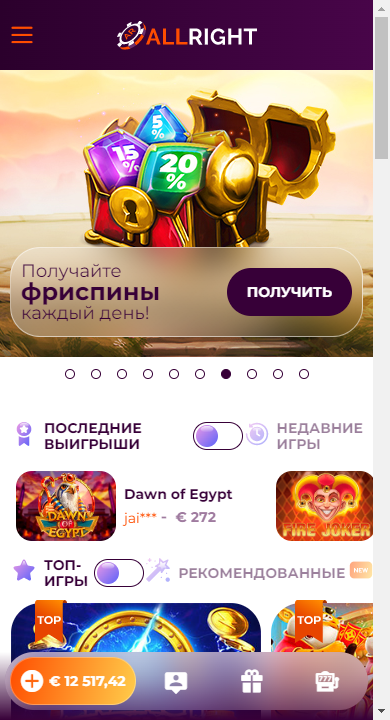 ALLRIGHT
5%
15%
20%
Получайте
фриспины
каждый день!
ПОЛУЧИТЬ
ПОСЛЕДНИЕ
ВЫИГРЫШИ
НЕДАВНИЕ
ИГРЫ
DAWN OF EGYPT
Dawn of Egypt
jai*** - € 272
FIRE JOKER
ТОП-
ИГРЫ
РЕКОМЕНДОВАННЫЕ
NEW
TOP
TOP
€ 12 517,42
777